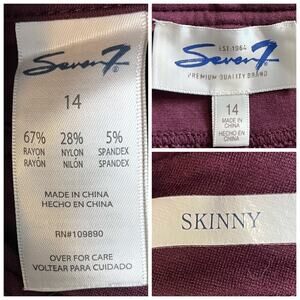 Seven7®
14
67% 28% 5%
RAYON NYLON SPANDEX
RAYÓN NILÓN SPANDEX
MADE IN CHINA
HECHO EN CHINA
RN#109890
OVER FOR CARE
VOLTEAR PARA CUIDADO
EST.1964
Seven7
PREMIUM QUALITY BRAND
14
MADE IN
CHINA
HECHO EN
CHINA
SKINNY